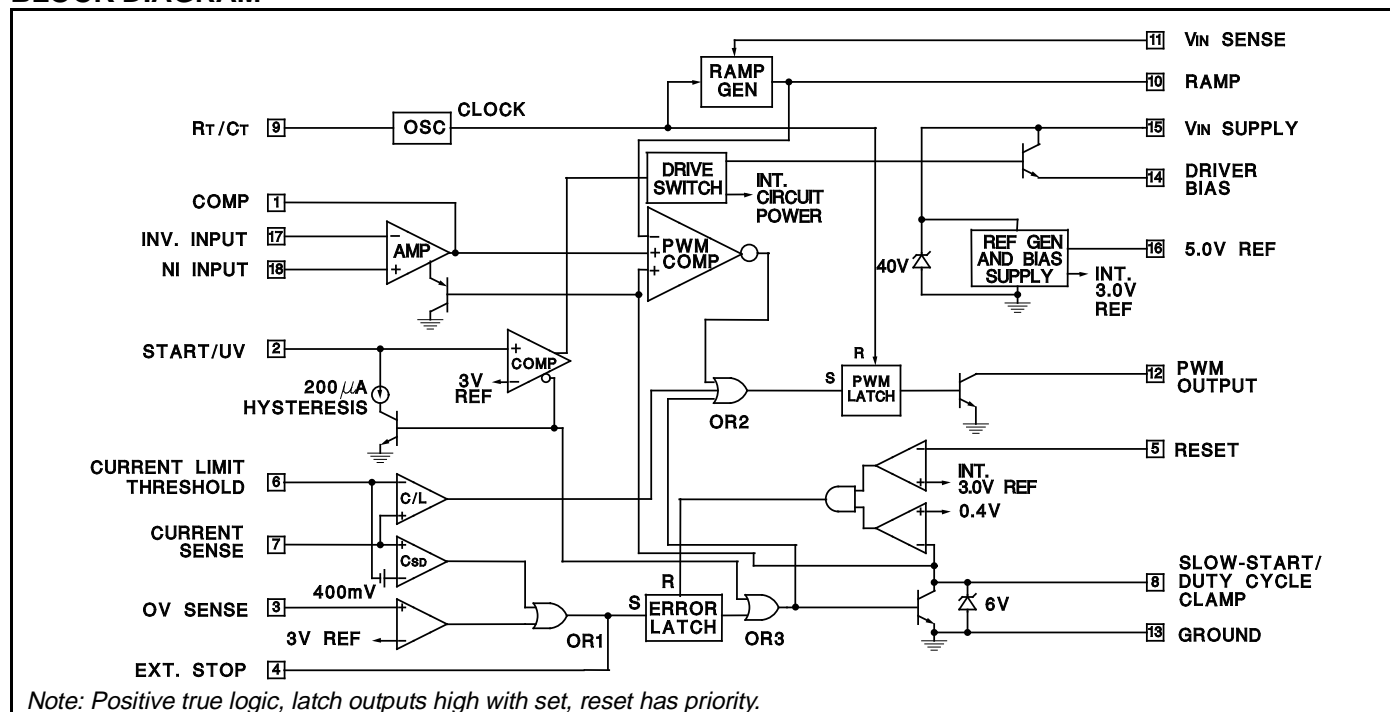 BLOCK DIAGRAM
11 VIN SENSE
RAMP
GEN
10 RAMP
CLOCK
RT/CT 9
OSC
15 VIN SUPPLY
DRIVE
SWITCH
INT.
CIRCUIT
POWER
14 DRIVER
BIAS
COMP 1
INV. INPUT 17
NI INPUT 18
−
AMP
+
−
+ PWM
COMP
+
40V
REF GEN
AND BIAS
SUPPLY
16 5.0V REF
INT.
3.0V
REF
START/UV 2
+
COMP
−
3V
REF
200 μA
HYSTERESIS
OR2
R
S
PWM
LATCH
12 PWM
OUTPUT
5 RESET
−
+
INT.
3.0V REF
+
0.4V
−
CURRENT LIMIT
THRESHOLD 6
−
C/L
+
CURRENT
SENSE 7
+
CSD
−
400mV
OV SENSE 3
+
−
3V REF
OR1
EXT. STOP 4
R
S
ERROR
LATCH
OR3
6V
8 SLOW-START/
DUTY CYCLE
CLAMP
13 GROUND
Note: Positive true logic, latch outputs high with set, reset has priority.